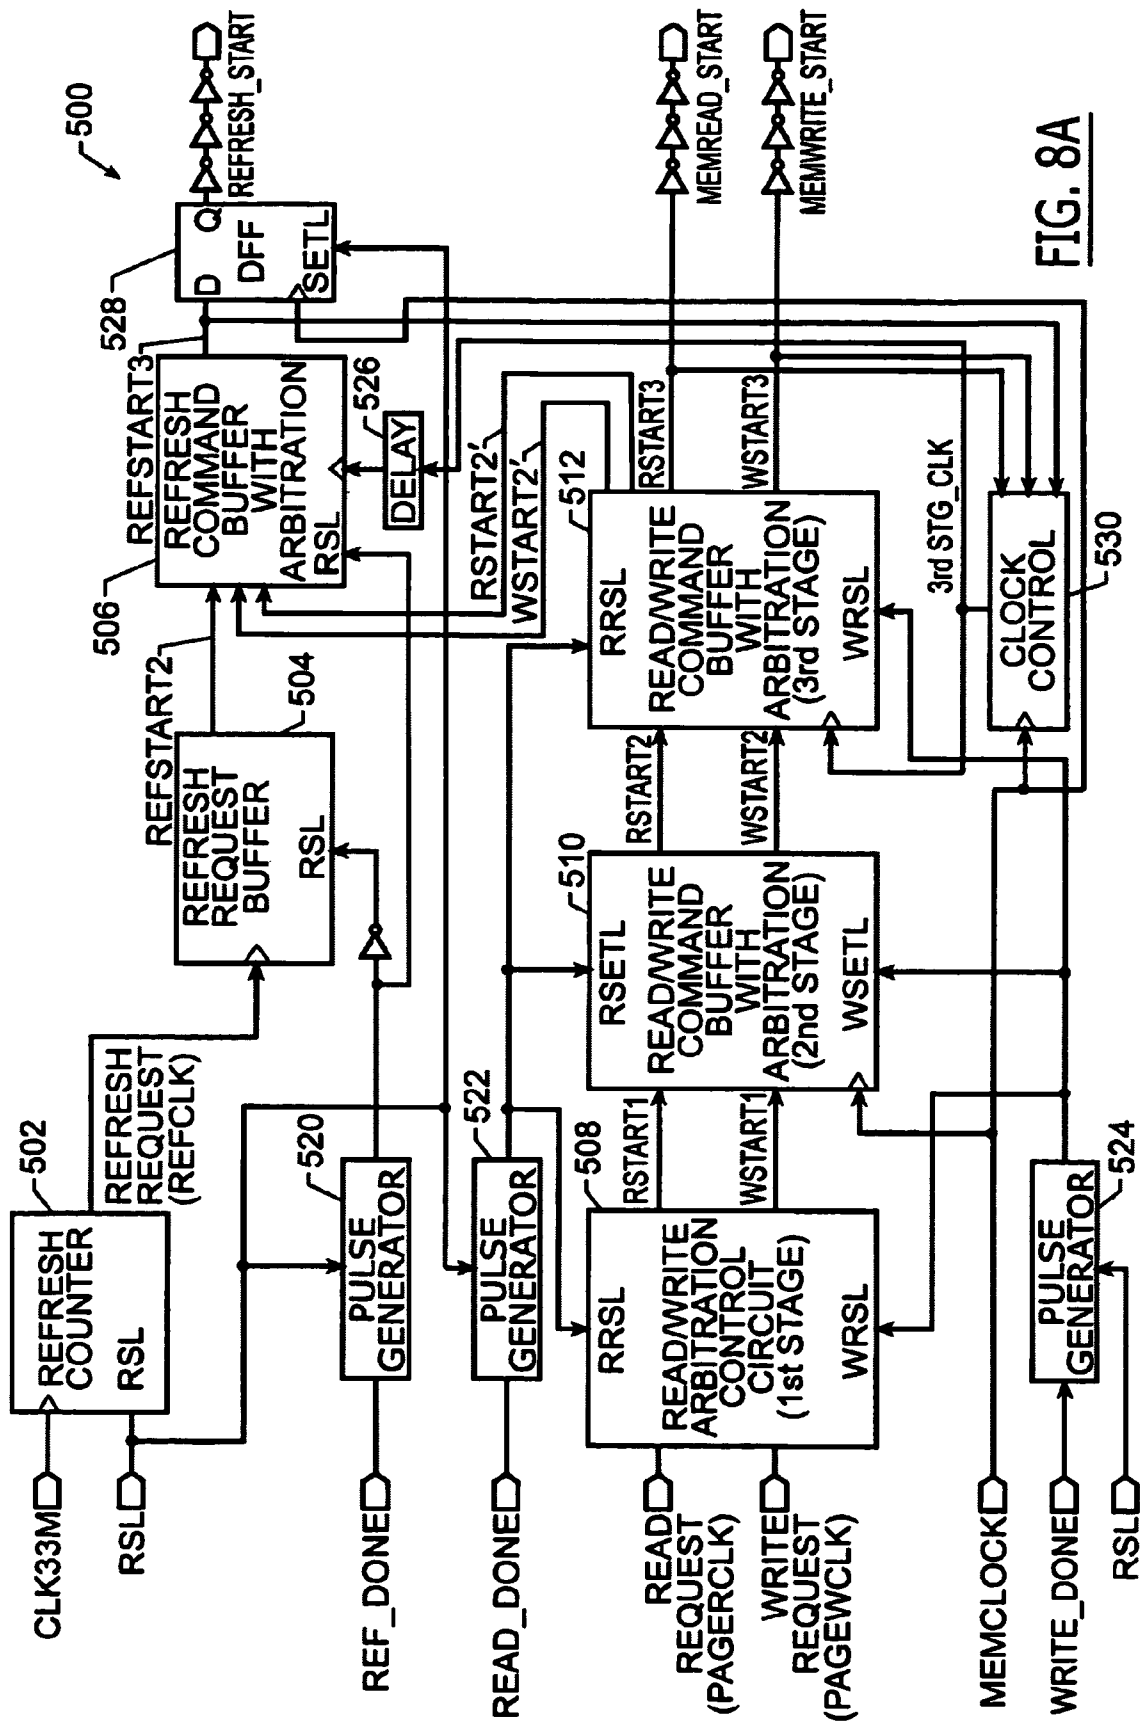 500
CLK33M
RSL
REFRESH
COUNTER
RSL
502
REFRESH
REQUEST
(REFCLK)
REFRESH
REQUEST
BUFFER
RSL
504
REFSTART2
506
REFSTART3
REFRESH
COMMAND
BUFFER
WITH
ARBITRATION
RSL
528
D
Q
DFF
SETL
REFRESH_START
REF_DONE
PULSE
GENERATOR
520
DELAY
526
READ_DONE
PULSE
GENERATOR
522
RSTART2'
WSTART2'
READ
REQUEST
(PAGERCLK)
WRITE
REQUEST
(PAGEWCLK)
RRSL
READ/WRITE
ARBITRATION
CONTROL
CIRCUIT
(1st STAGE)
WRSL
508
RSTART1
WSTART1
RSETL
READ/WRITE
COMMAND
BUFFER
WITH
ARBITRATION
(2nd STAGE)
WSETL
510
RSTART2
WSTART2
RRSL
READ/WRITE
COMMAND
BUFFER
WITH
ARBITRATION
(3rd STAGE)
WRSL
512
RSTART3
WSTART3
MEMREAD_START
MEMWRITE_START
3rd STG_CLK
MEMCLOCK
CLOCK
CONTROL
530
WRITE_DONE
RSL
PULSE
GENERATOR
524
FIG. 8A